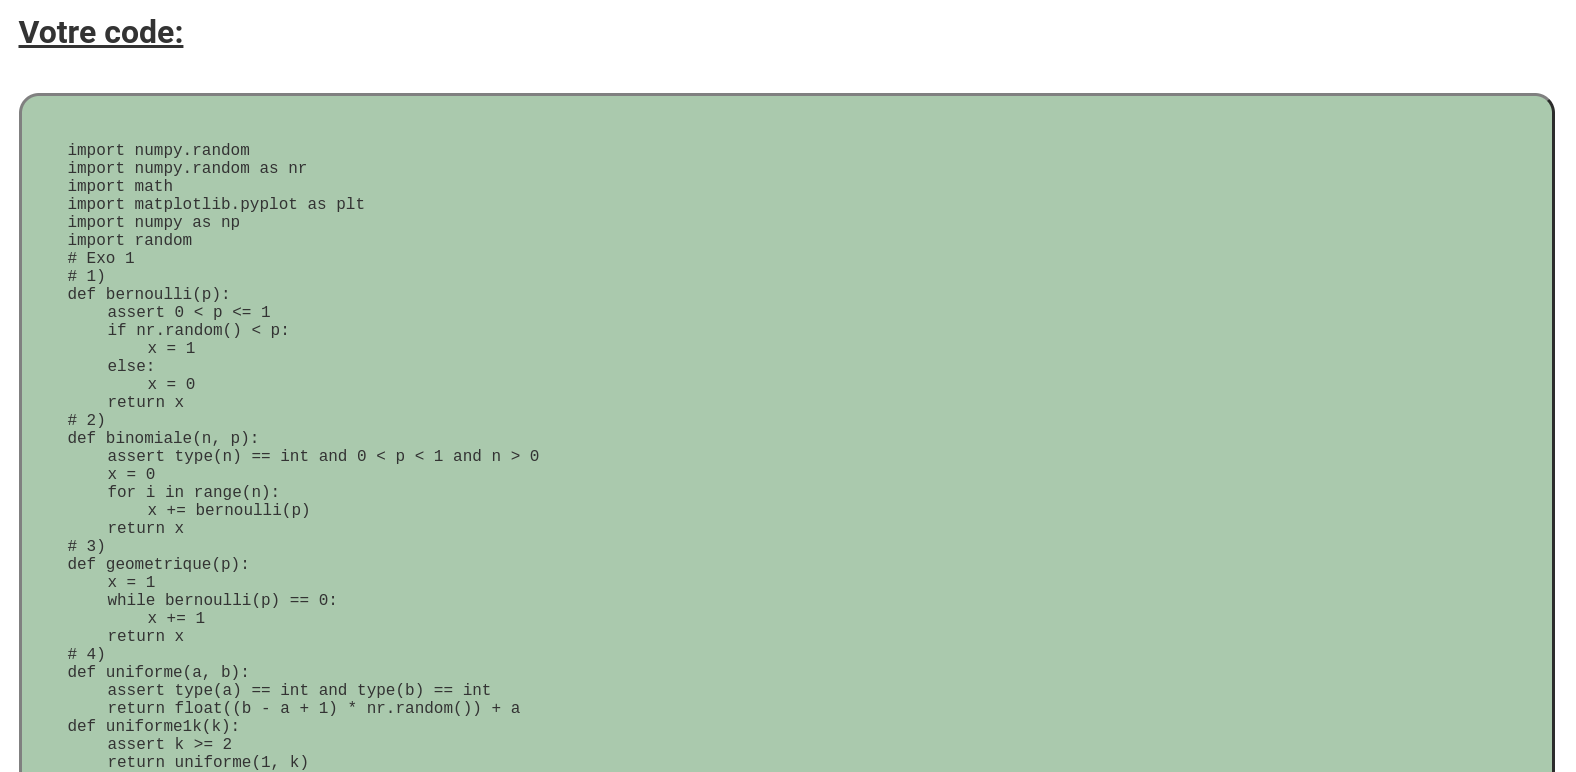 Votre code:
import numpy.random
import numpy.random as nr
import math
import matplotlib.pyplot as plt
import numpy as np
import random
# Exo 1
# 1)
def bernoulli(p):
    assert 0 < p <= 1
    if nr.random() < p:
        x = 1
    else:
        x = 0
    return x
# 2)
def binomiale(n, p):
    assert type(n) == int and 0 < p < 1 and n > 0
    x = 0
    for i in range(n):
        x += bernoulli(p)
    return x
# 3)
def geometrique(p):
    x = 1
    while bernoulli(p) == 0:
        x += 1
    return x
# 4)
def uniforme(a, b):
    assert type(a) == int and type(b) == int
    return float((b - a + 1) * nr.random()) + a
def uniforme1k(k):
    assert k >= 2
    return uniforme(1, k)